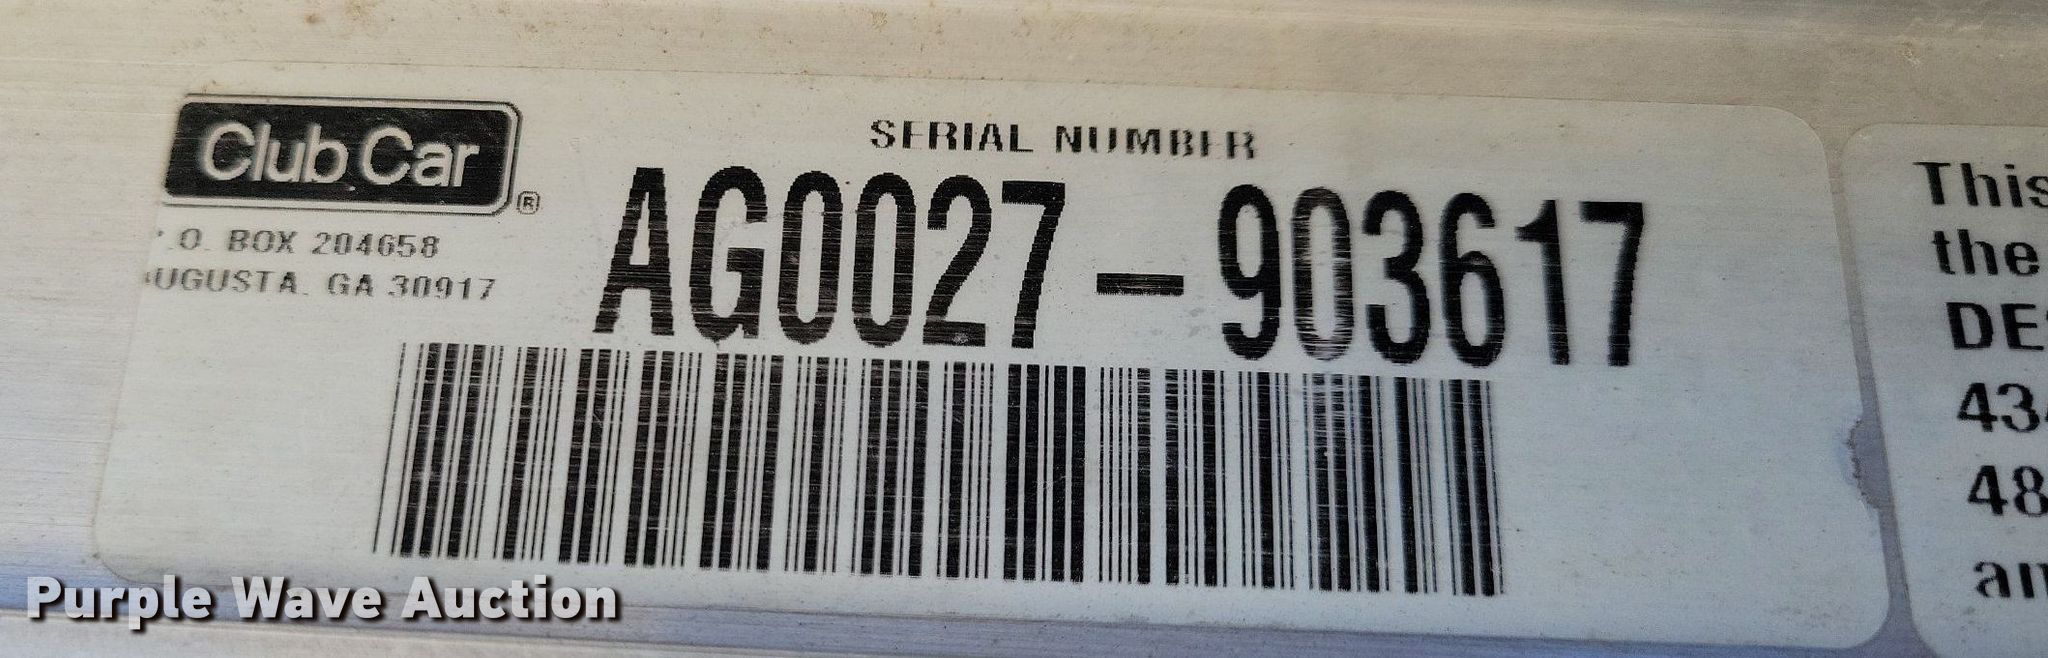 Club Car
®
P.O. BOX 204658
AUGUSTA, GA 30917
SERIAL NUMBER
AG0027-903617
This
the
DE
43
48
an
Purple Wave Auction